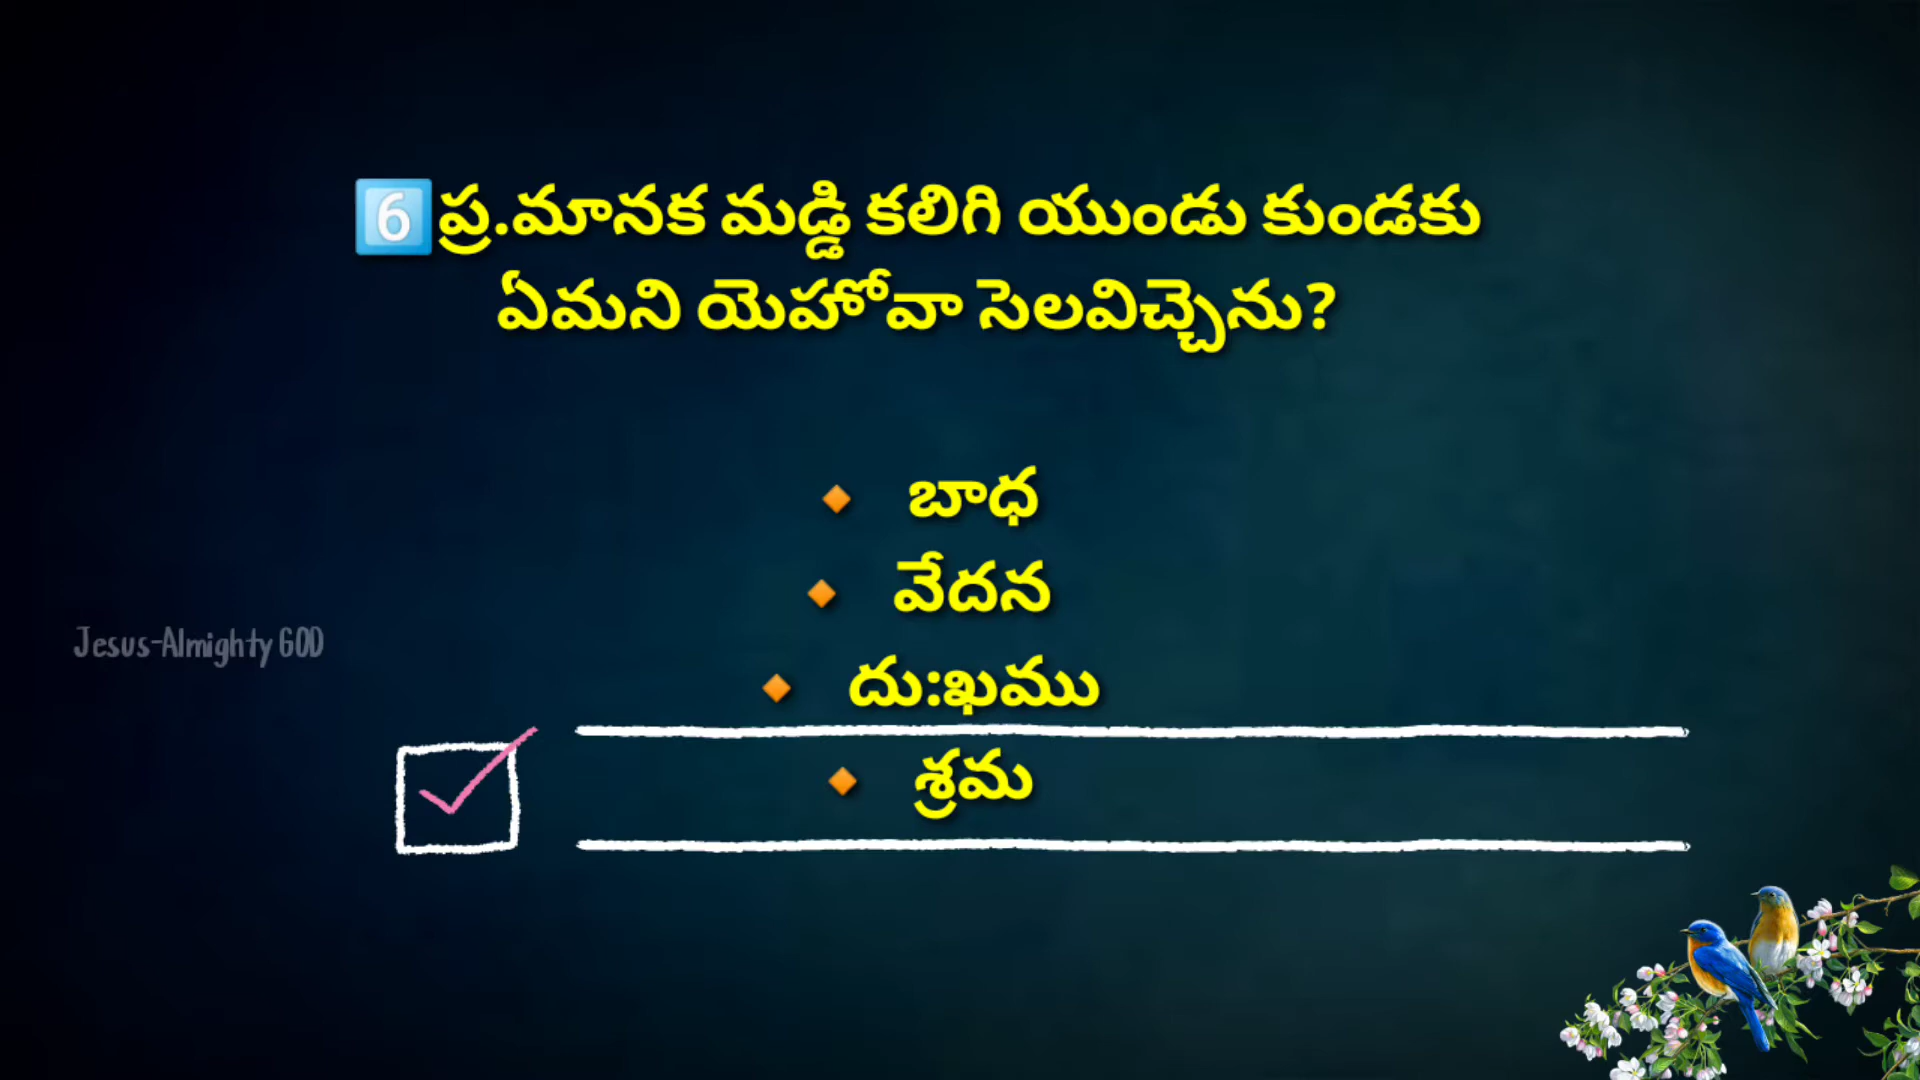 6 ప్ర.మానక మడ్డి కలిగి యుండు కుండకు
ఏమని యెహోవా సెలవిచ్చెను?
బాధ
వేదన
దు:ఖము
Jesus-Almighty GOD
శ్రమ